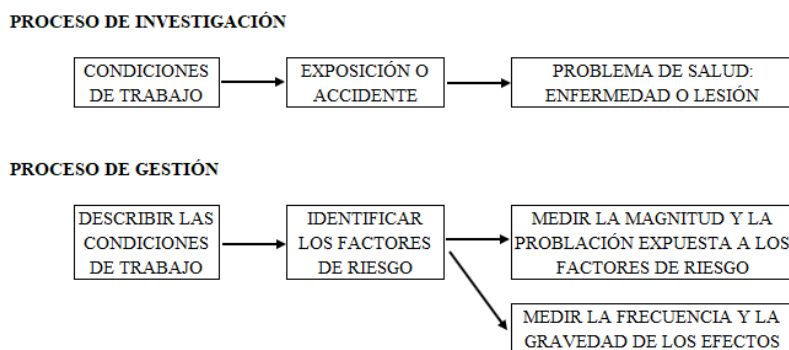 PROCESO DE INVESTIGACIÓN
CONDICIONES
DE TRABAJO
EXPOSICIÓN O
ACCIDENTE
PROBLEMA DE SALUD:
ENFERMEDAD O LESIÓN
PROCESO DE GESTIÓN
DESCRIBIR LAS
CONDICIONES
DE TRABAJO
IDENTIFICAR
LOS FACTORES
DE RIESGO
MEDIR LA MAGNITUD Y LA
PROBLACIÓN EXPUESTA A LOS
FACTORES DE RIESGO
MEDIR LA FRECUENCIA Y LA
GRAVEDAD DE LOS EFECTOS